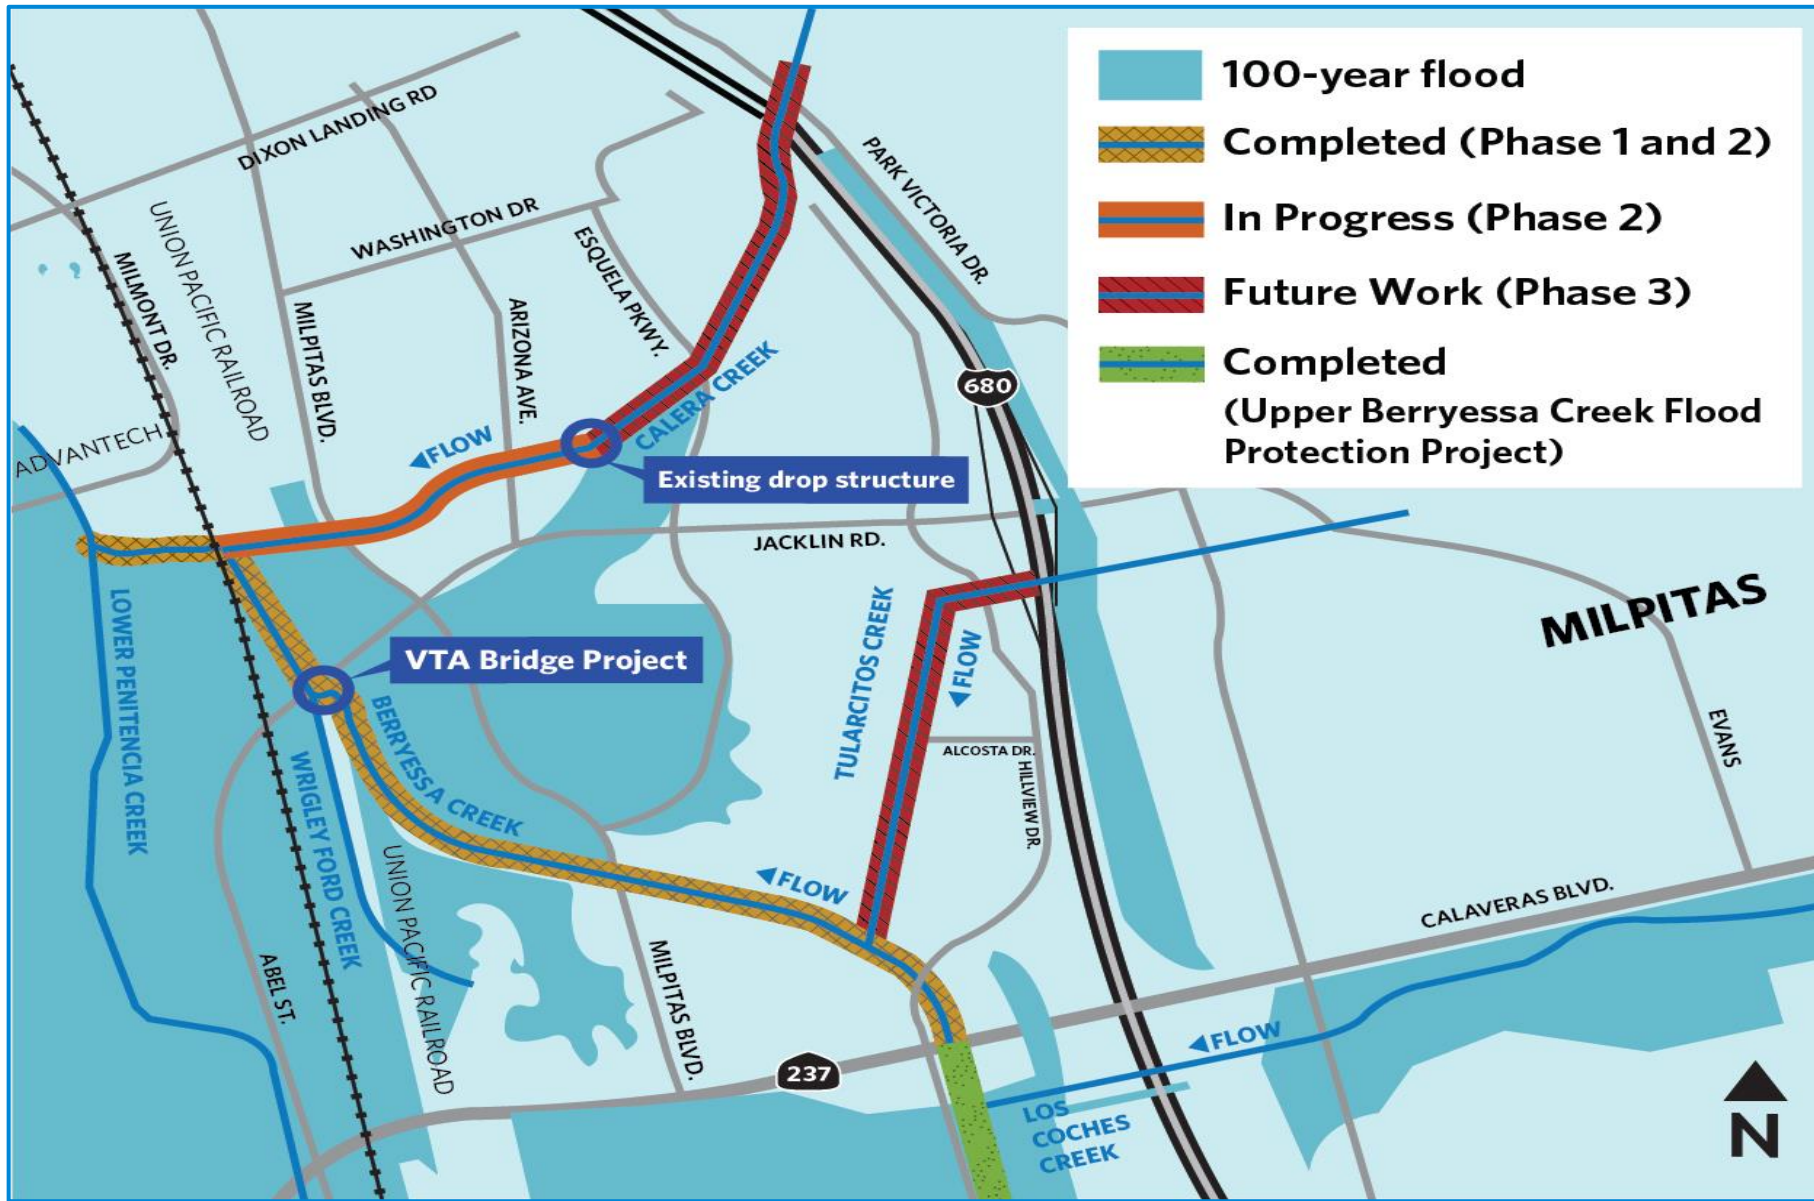 100-year flood
Completed (Phase 1 and 2)
In Progress (Phase 2)
Future Work (Phase 3)
Completed
(Upper Berryessa Creek Flood
Protection Project)
DIXON LANDING RD
WASHINGTON DR
PARK VICTORIA DR.
UNION PACIFIC RAILROAD
MILMONT DR.
MILPITAS BLVD.
ARIZONA AVE.
ESQUELA PKWY.
680
CALERA CREEK
FLOW
ADVANTECH
Existing drop structure
JACKLIN RD.
MILPITAS
LOWER PENITENCIA CREEK
VTA Bridge Project
TULARCITOS CREEK
FLOW
BERRYESSA CREEK
WRIGLEY FORD CREEK
ALCOSTA DR.
HILLVIEW DR.
EVANS
UNION PACIFIC RAILROAD
FLOW
CALAVERAS BLVD.
ABEL ST.
MILPITAS BLVD.
FLOW
237
LOS
COCHES
CREEK
N